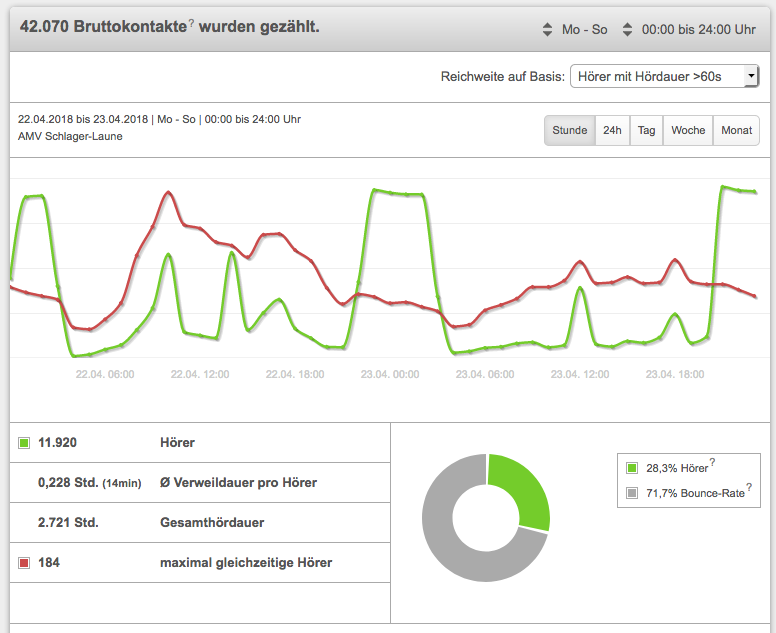 42.070 Bruttokontakte? wurden gezählt.
Mo - So 00:00 bis 24:00 Uhr
Reichweite auf Basis: Hörer mit Hördauer >60s
22.04.2018 bis 23.04.2018 | Mo - So | 00:00 bis 24:00 Uhr
AMV Schlager-Laune
Stunde 24h Tag Woche Monat
22.04. 06:00 22.04. 12:00 22.04. 18:00 23.04. 00:00 23.04. 06:00 23.04. 12:00 23.04. 18:00
11.920 Hörer
0,228 Std. (14min) Ø Verweildauer pro Hörer
2.721 Std. Gesamthördauer
184 maximal gleichzeitige Hörer
28,3% Hörer?
71,7% Bounce-Rate?